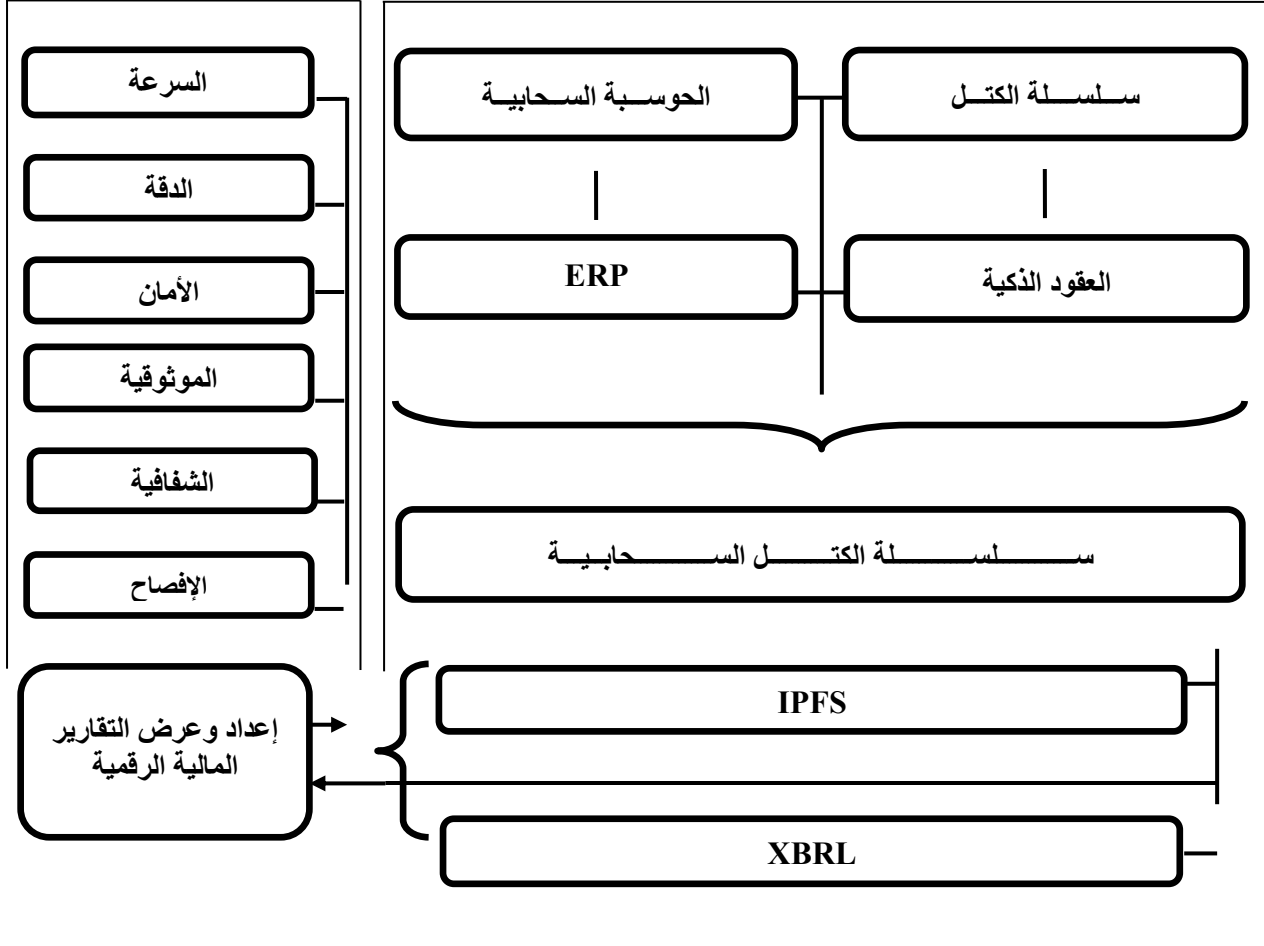 سلسلة الكتل
الحوسبة السحابية
العقود الذكية
ERP
سلسلة الكتل السحابية
IPFS
XBRL
السرعة
الدقة
الأمان
الموثوقية
الشفافية
الإفصاح
إعداد وعرض التقارير
المالية الرقمية